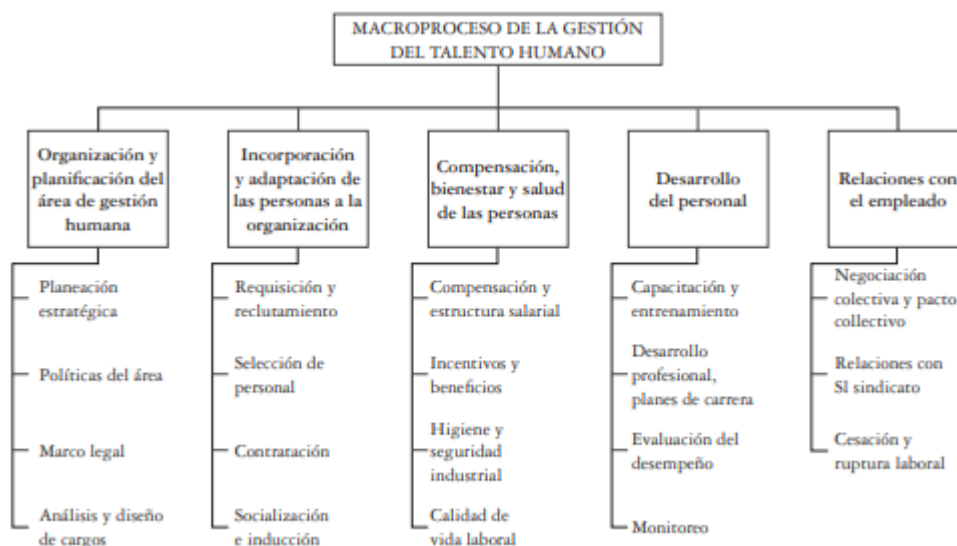 MACROPROCESO DE LA GESTIÓN
DEL TALENTO HUMANO
Organización y
planificación del
área de gestión
humana
Planeación
estratégica
Políticas del área
Marco legal
Análisis y diseño
de cargos
Incorporación
y adaptación de
las personas a la
organización
Requisición y
reclutamiento
Selección de
personal
Contratación
Socialización
e inducción
Compensación,
bienestar y salud
de las personas
Compensación y
estructura salarial
Incentivos y
beneficios
Higiene y
seguridad
industrial
Calidad de
vida laboral
Desarrollo
del personal
Capacitación y
entrenamiento
Desarrollo
profesional,
planes de carrera
Evaluación del
desempeño
Monitoreo
Relaciones con
el empleado
Negociación
colectiva y pacto
collectivo
Relaciones con
Sl sindicato
Cesación y
ruptura laboral